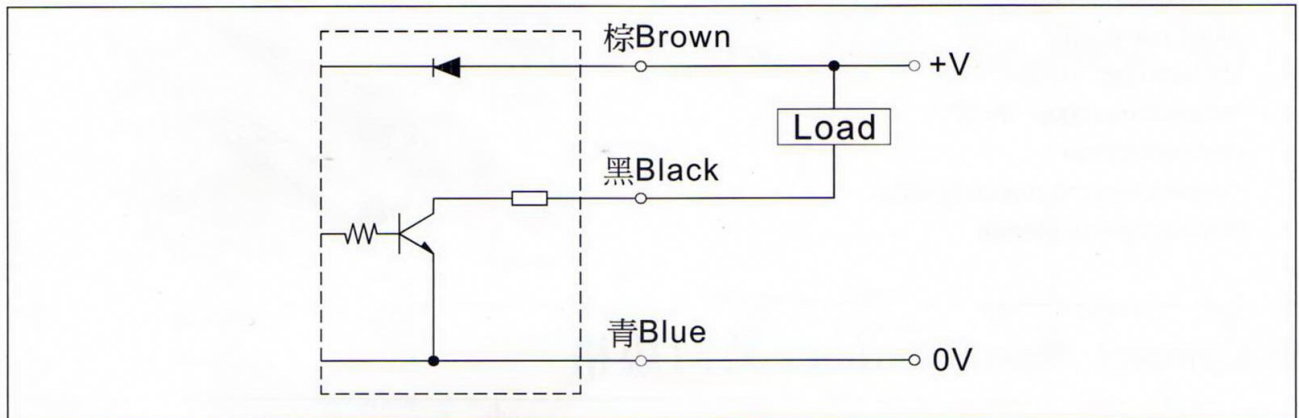 棕Brown
+V
Load
黑Black
青Blue
0V